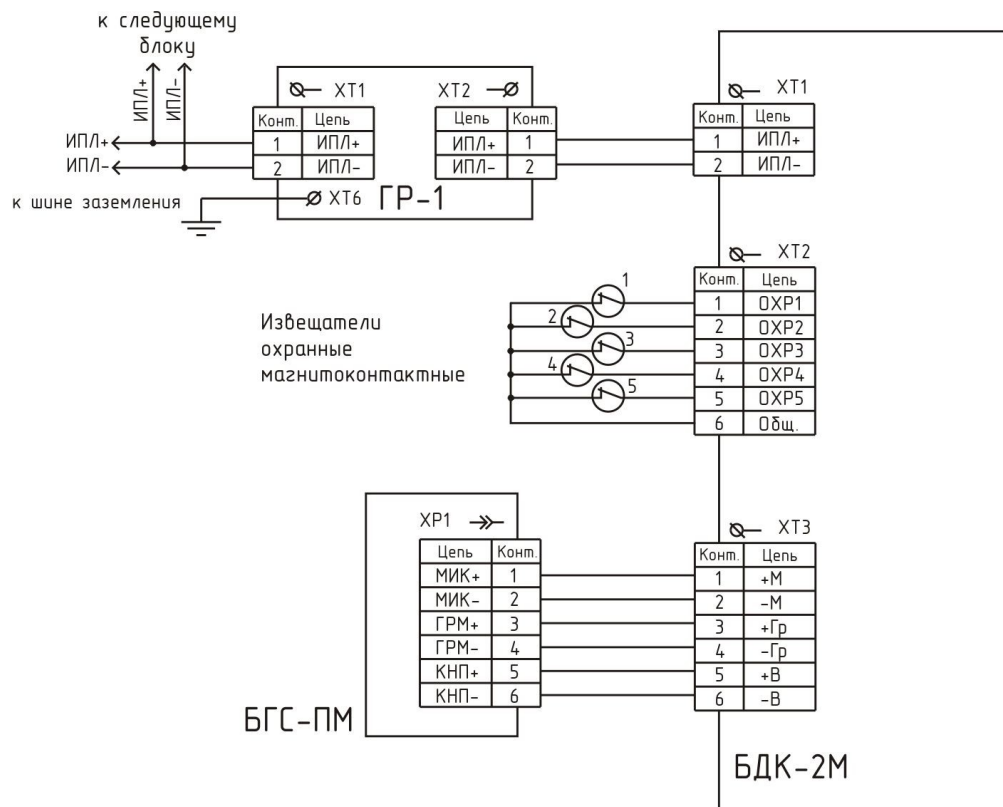 к следующему
блоку
ИПЛ+
ИПЛ-
ИПЛ+
ИПЛ-
к шине заземления
XT1
Конт. Цепь
1 ИПЛ+
2 ИПЛ-
XT2
Цепь Конт.
ИПЛ+ 1
ИПЛ- 2
XT6
ГР-1
XT1
Конт. Цепь
1 ИПЛ+
2 ИПЛ-
Извещатели
охранные
магнитоконтактные
1
2
3
4
5
XT2
Конт. Цепь
1 ОХР1
2 ОХР2
3 ОХР3
4 ОХР4
5 ОХР5
6 Общ.
XP1
Цепь Конт.
МИК+ 1
МИК- 2
ГРМ+ 3
ГРМ- 4
КНП+ 5
КНП- 6
БГС-ПМ
XT3
Конт. Цепь
1 +М
2 -М
3 +Гр
4 -Гр
5 +В
6 -В
БДК-2М